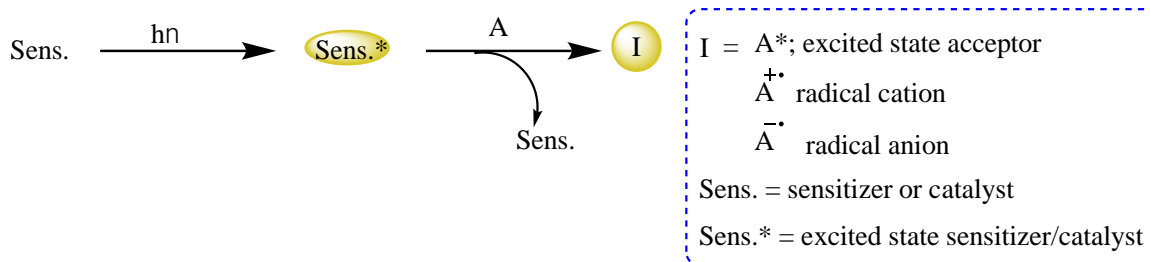 Sens.
hn
Sens.*
A
I
Sens.
I = A*; excited state acceptor
A+• radical cation
A−• radical anion
Sens. = sensitizer or catalyst
Sens.* = excited state sensitizer/catalyst